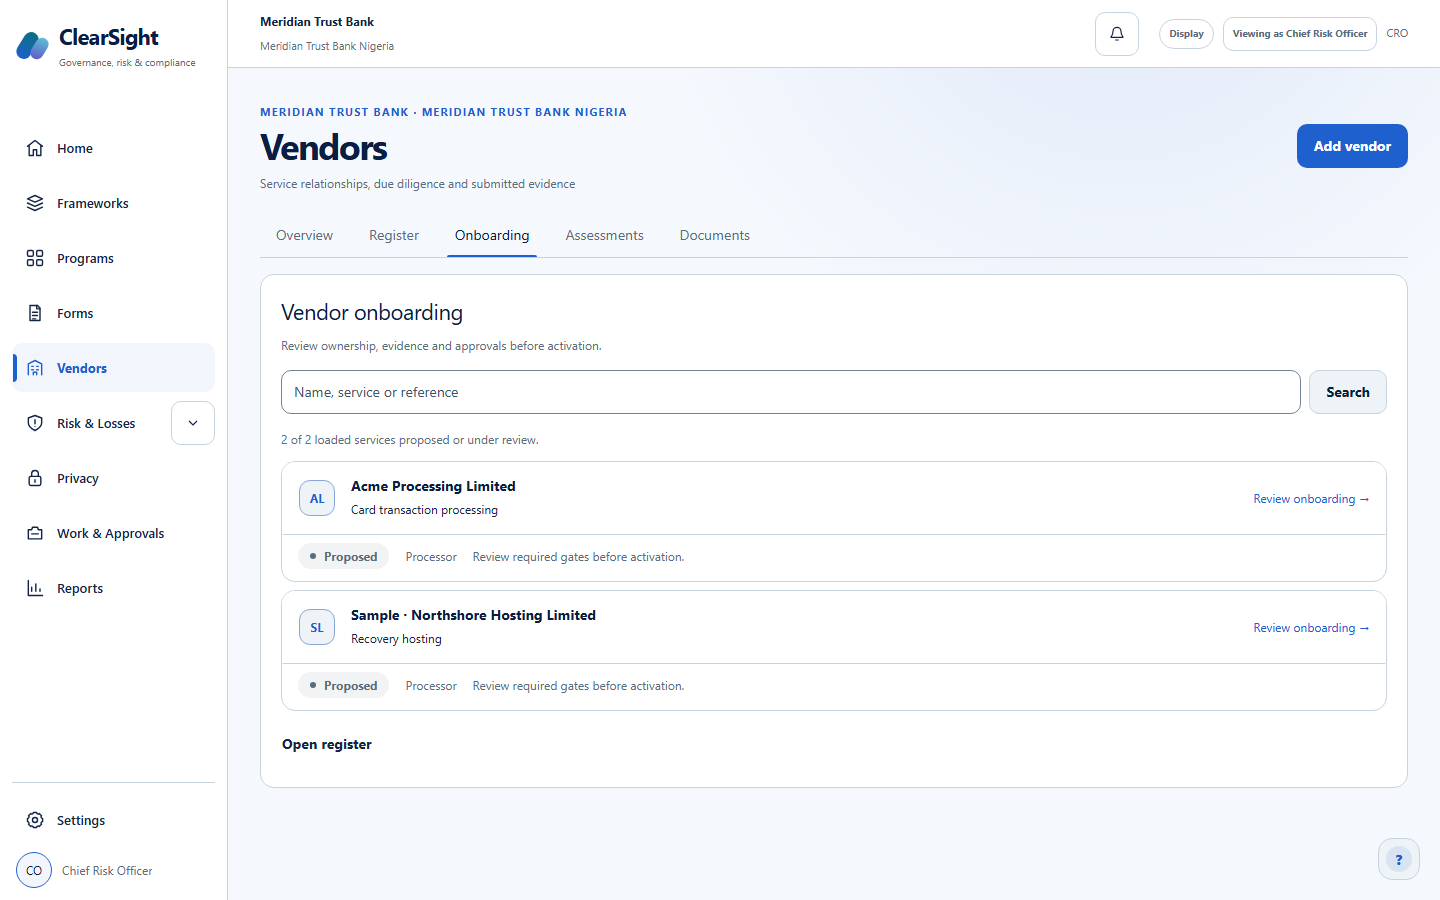 ClearSight
Governance, risk & compliance
Home
Frameworks
Programs
Forms
Vendors
Risk & Losses
Privacy
Work & Approvals
Reports
Settings
CO
Chief Risk Officer
Meridian Trust Bank
Meridian Trust Bank Nigeria
Display
Viewing as Chief Risk Officer
CRO
MERIDIAN TRUST BANK · MERIDIAN TRUST BANK NIGERIA
Vendors
Service relationships, due diligence and submitted evidence
Add vendor
Overview
Register
Onboarding
Assessments
Documents
Vendor onboarding
Review ownership, evidence and approvals before activation.
Name, service or reference
Search
2 of 2 loaded services proposed or under review.
AL
Acme Processing Limited
Card transaction processing
Review onboarding →
Proposed
Processor
Review required gates before activation.
SL
Sample · Northshore Hosting Limited
Recovery hosting
Review onboarding →
Proposed
Processor
Review required gates before activation.
Open register
?